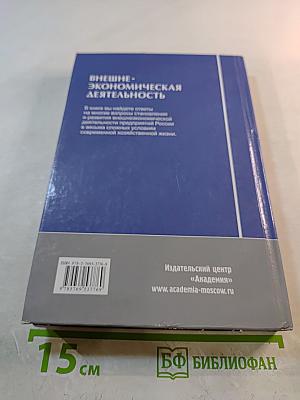 ВНЕШНЕ-
ЭКОНОМИЧЕСКАЯ
ДЕЯТЕЛЬНОСТЬ
В книге вы найдете ответы
на многие вопросы становления
и развития внешнеэкономической
деятельности предприятий России
в весьма сложных условиях
современной хозяйственной жизни.
Издательский центр
«Академия»
www.academia-moscow.ru
15 см
БФ БИБЛИОФАН